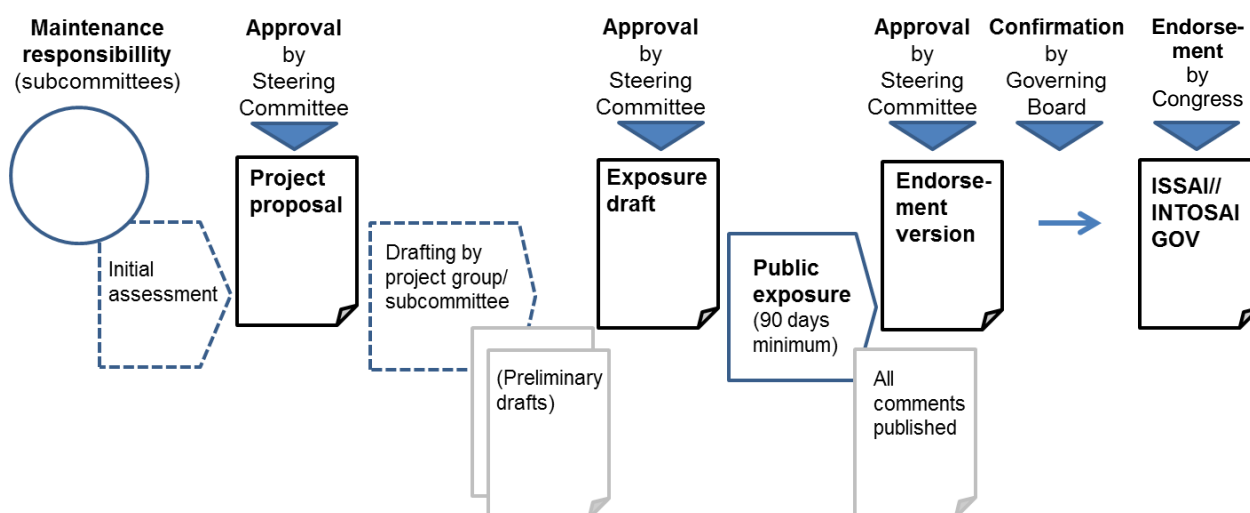 Maintenance
responsibillity
(subcommittees)
Approval
by
Steering
Committee
Approval
by
Steering
Committee
Approval
by
Steering
Committee
Confirmation
by
Governing
Board
Endorse-
ment
by
Congress
Initial
assessment
Project
proposal
Drafting by
project group/
subcommittee
(Preliminary
drafts)
Exposure
draft
Public
exposure
(90 days
minimum)
Endorse-
ment
version
All
comments
published
ISSAI//
INTOSAI
GOV